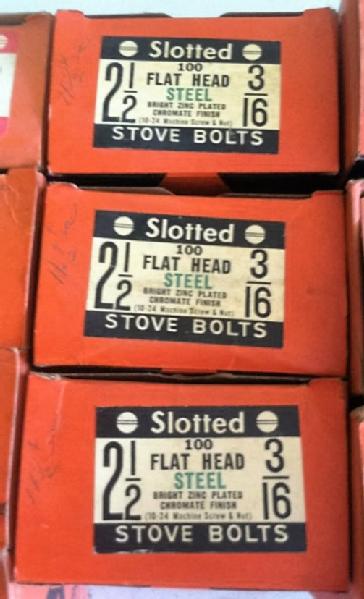 Slotted
100
2 1/2 FLAT HEAD 3/16
STEEL
BRIGHT ZINC PLATED
CHROMATE FINISH
(10-24 Machine Screw & Nut)
STOVE BOLTS
Slotted
100
2 1/2 FLAT HEAD 3/16
STEEL
BRIGHT ZINC PLATED
CHROMATE FINISH
(10-24 Machine Screw & Nut)
STOVE BOLTS
Slotted
100
2 1/2 FLAT HEAD 3/16
STEEL
BRIGHT ZINC PLATED
CHROMATE FINISH
(10-24 Machine Screw & Nut)
STOVE BOLTS